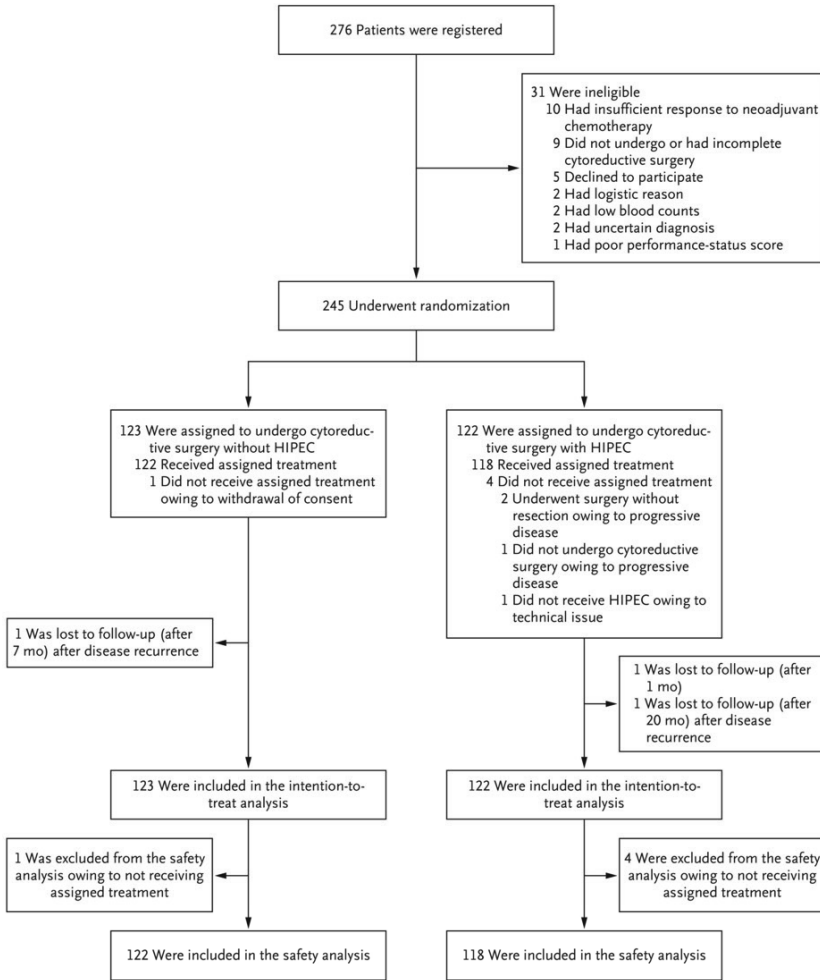 276 Patients were registered
31 Were ineligible
10 Had insufficient response to neoadjuvant
chemotherapy
9 Did not undergo or had incomplete
cytoreductive surgery
5 Declined to participate
2 Had logistic reason
2 Had low blood counts
2 Had uncertain diagnosis
1 Had poor performance-status score
245 Underwent randomization
123 Were assigned to undergo cytoreduc-
tive surgery without HIPEC
122 Received assigned treatment
1 Did not receive assigned treatment
owing to withdrawal of consent
122 Were assigned to undergo cytoreduc-
tive surgery with HIPEC
118 Received assigned treatment
4 Did not receive assigned treatment
2 Underwent surgery without
resection owing to progressive
disease
1 Did not undergo cytoreductive
surgery owing to progressive
disease
1 Did not receive HIPEC owing to
technical issue
1 Was lost to follow-up (after
7 mo) after disease recurrence
1 Was lost to follow-up (after
1 mo)
1 Was lost to follow-up (after
20 mo) after disease
recurrence
123 Were included in the intention-to-
treat analysis
122 Were included in the intention-to-
treat analysis
1 Was excluded from the safety
analysis owing to not receiving
assigned treatment
4 Were excluded from the safety
analysis owing to not receiving
assigned treatment
122 Were included in the safety analysis
118 Were included in the safety analysis